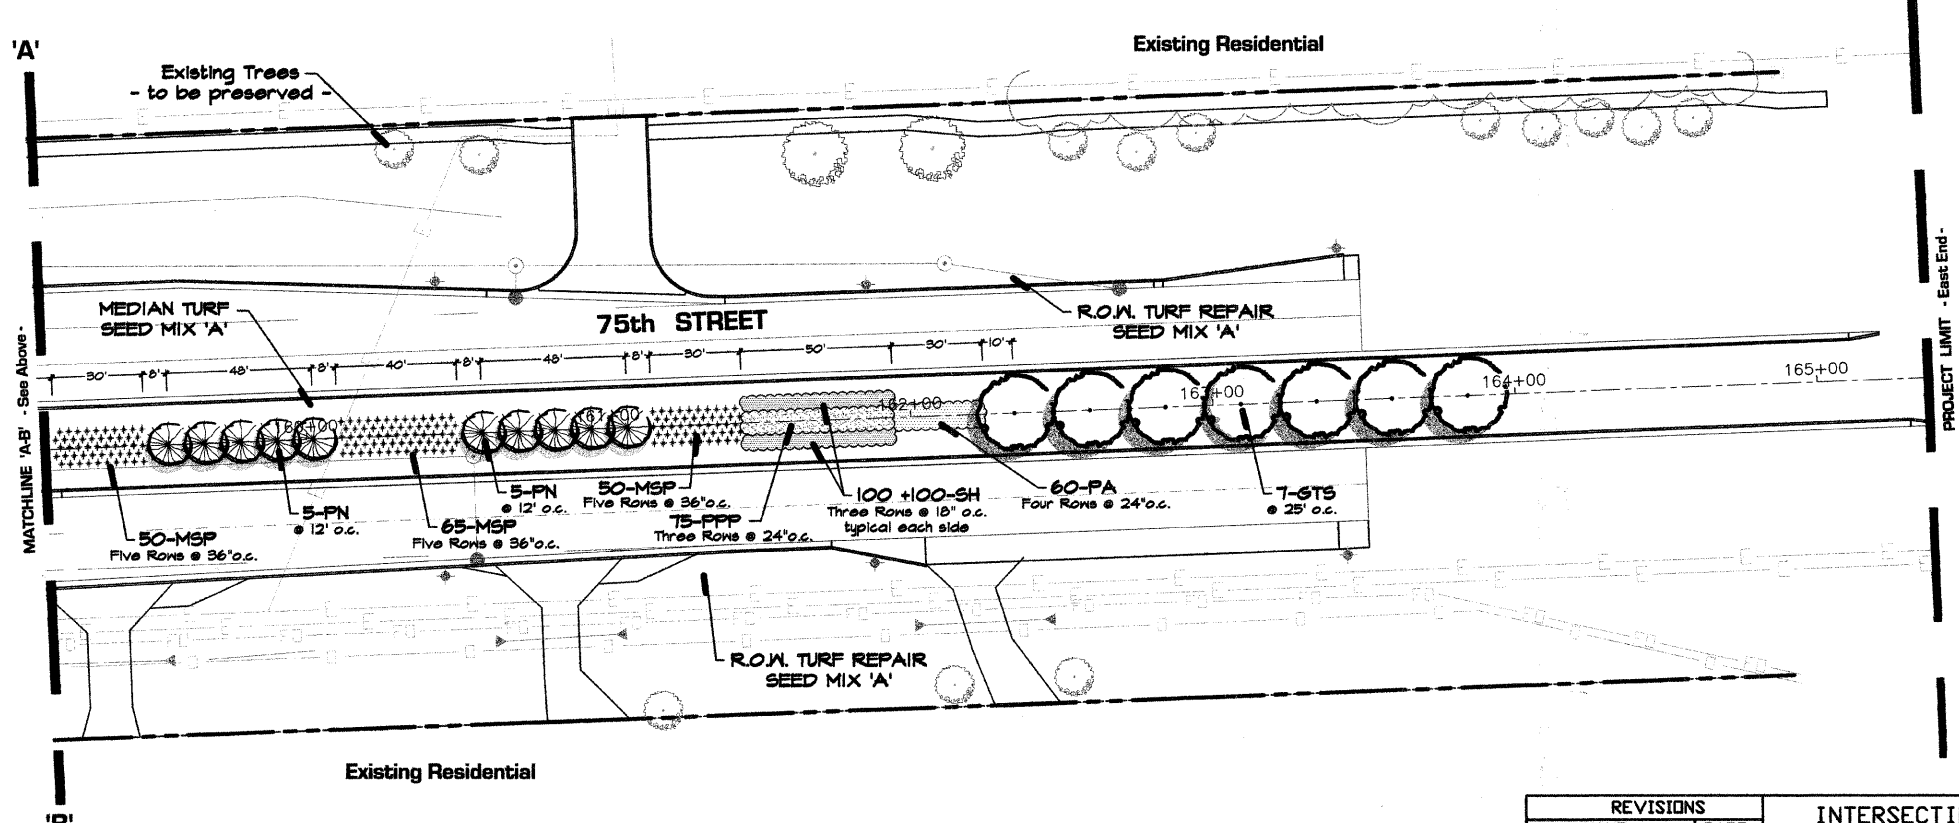 'A'
Existing Residential
Existing Trees
- to be preserved -
MEDIAN TURF
SEED MIX 'A'
75th STREET
R.O.W. TURF REPAIR
SEED MIX 'A'
30' 8' 48' 8' 40' 8' 48' 8' 30' 50' 30' 10'
162+00
163+00
164+00
165+00
MATCHLINE 'A-B' - See Above -
PROJECT LIMIT - East End -
50-MSP
Five Rows @ 36"o.c.
5-PN
@ 12' o.c.
65-MSP
Five Rows @ 36"o.c.
5-PN
@ 12' o.c.
50-MSP
Five Rows @ 36"o.c.
75-PPP
Three Rows @ 24"o.c.
100 +100-SH
Three Rows @ 18" o.c.
typical each side
60-PA
Four Rows @ 24"o.c.
7-GTS
@ 25' o.c.
R.O.W. TURF REPAIR
SEED MIX 'A'
Existing Residential
'B'
REVISIONS